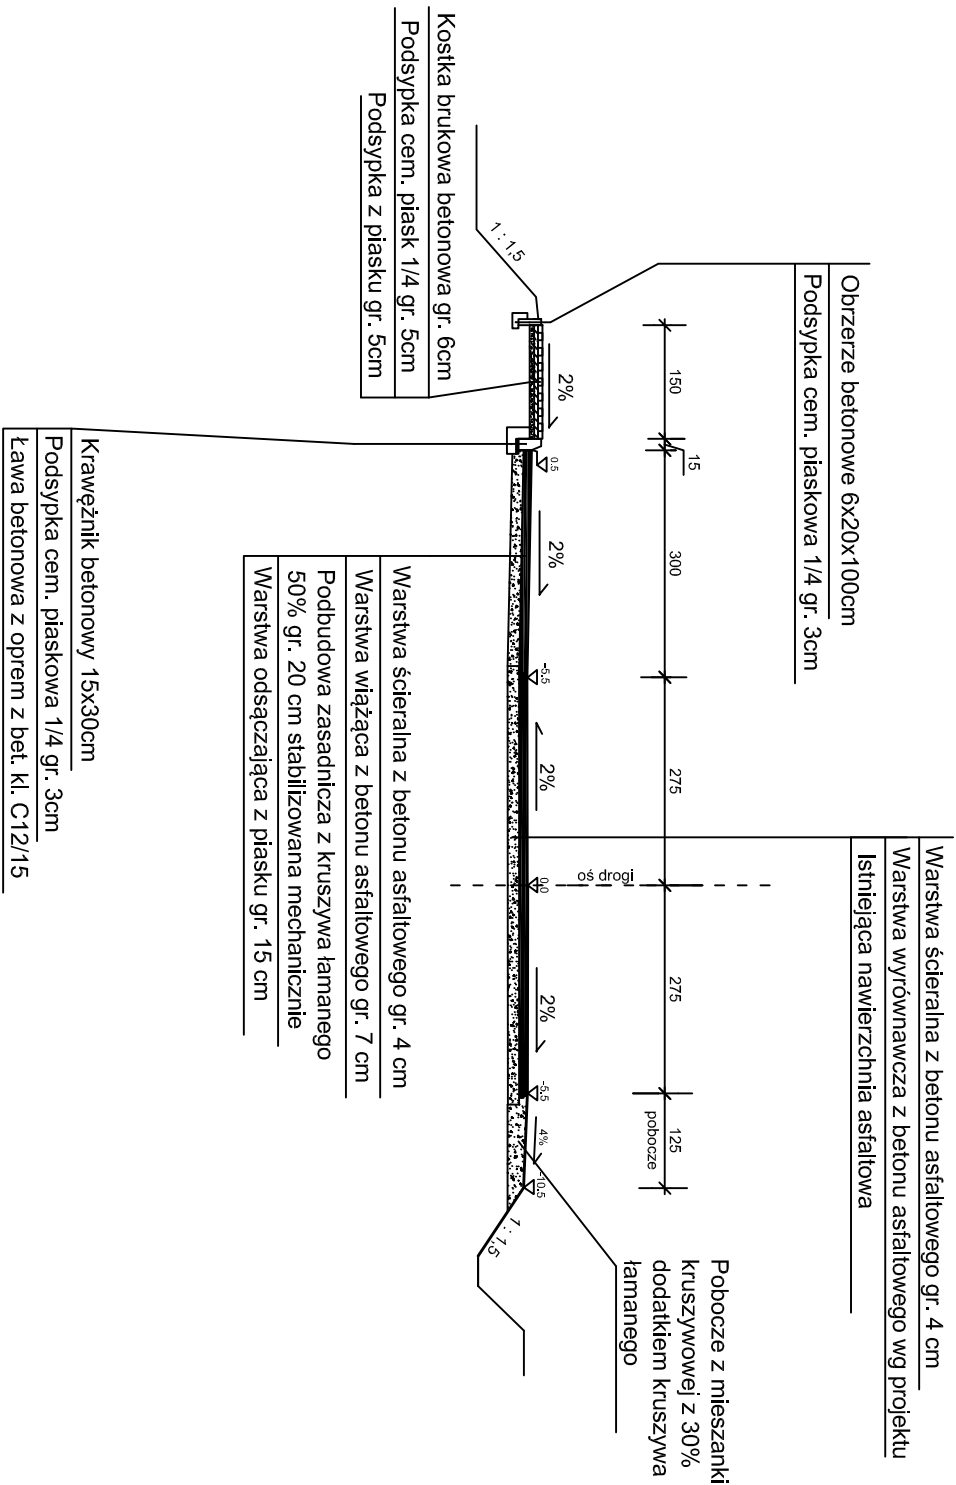 Warstwa ścieralna z betonu asfaltowego gr. 4 cm
Warstwa wyrównawcza z betonu asfaltowego wg projektu
Istniejąca nawierzchnia asfaltowa
Obrzerze betonowe 6x20x100cm
Podsypka cem. piaskowa 1/4 gr. 3cm
Pobocze z mieszanki
kruszywowej z 30%
dodatkiem kruszywa
łamanego
150
15
300
275
275
125
pobocze
oś drogi
1 : 1,5
2%
2%
2%
2%
4%
0.5
-5.5
0.0
-5.5
-10.5
1 : 1,5
Kostka brukowa betonowa gr. 6cm
Podsypka cem. piask 1/4 gr. 5cm
Podsypka z piasku gr. 5cm
Warstwa ścieralna z betonu asfaltowego gr. 4 cm
Warstwa wiążąca z betonu asfaltowego gr. 7 cm
Podbudowa zasadnicza z kruszywa łamanego
50% gr. 20 cm stabilizowana mechanicznie
Warstwa odsączająca z piasku gr. 15 cm
Krawężnik betonowy 15x30cm
Podsypka cem. piaskowa 1/4 gr. 3cm
Ława betonowa z oprem z bet. kl. C12/15